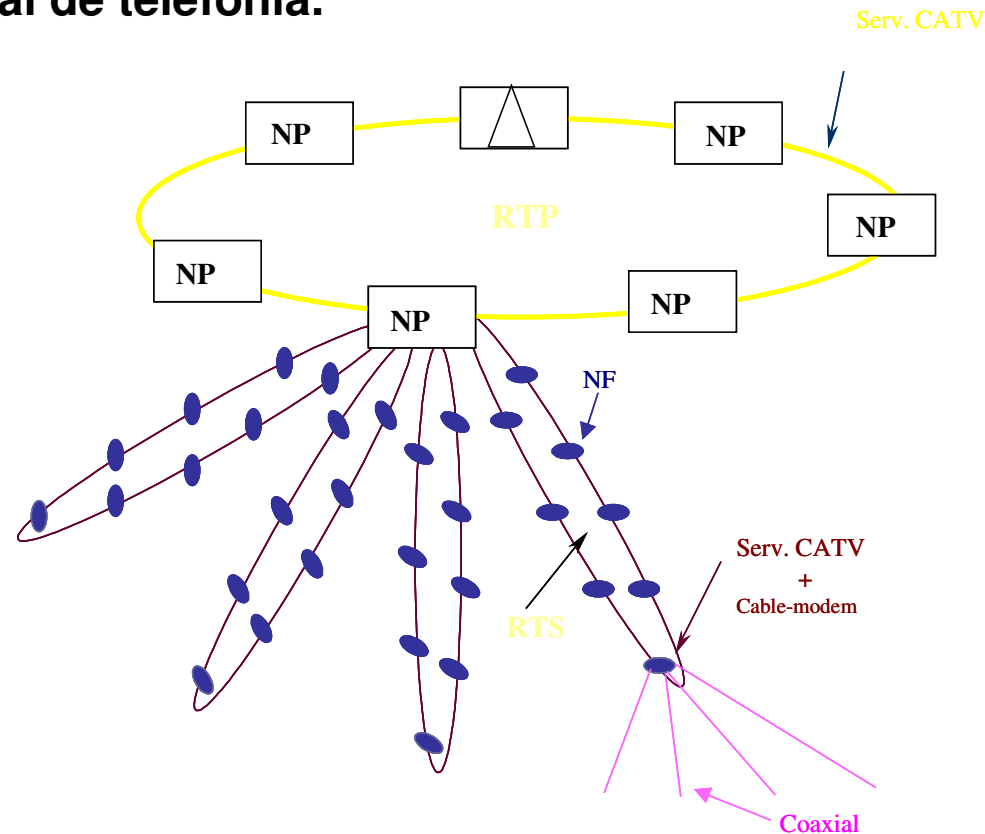 al de telefonía.
Serv. CATV
NP
NP
NP
RTP
NP
NP
NP
NF
Serv. CATV
+
Cable-modem
RTS
Coaxial